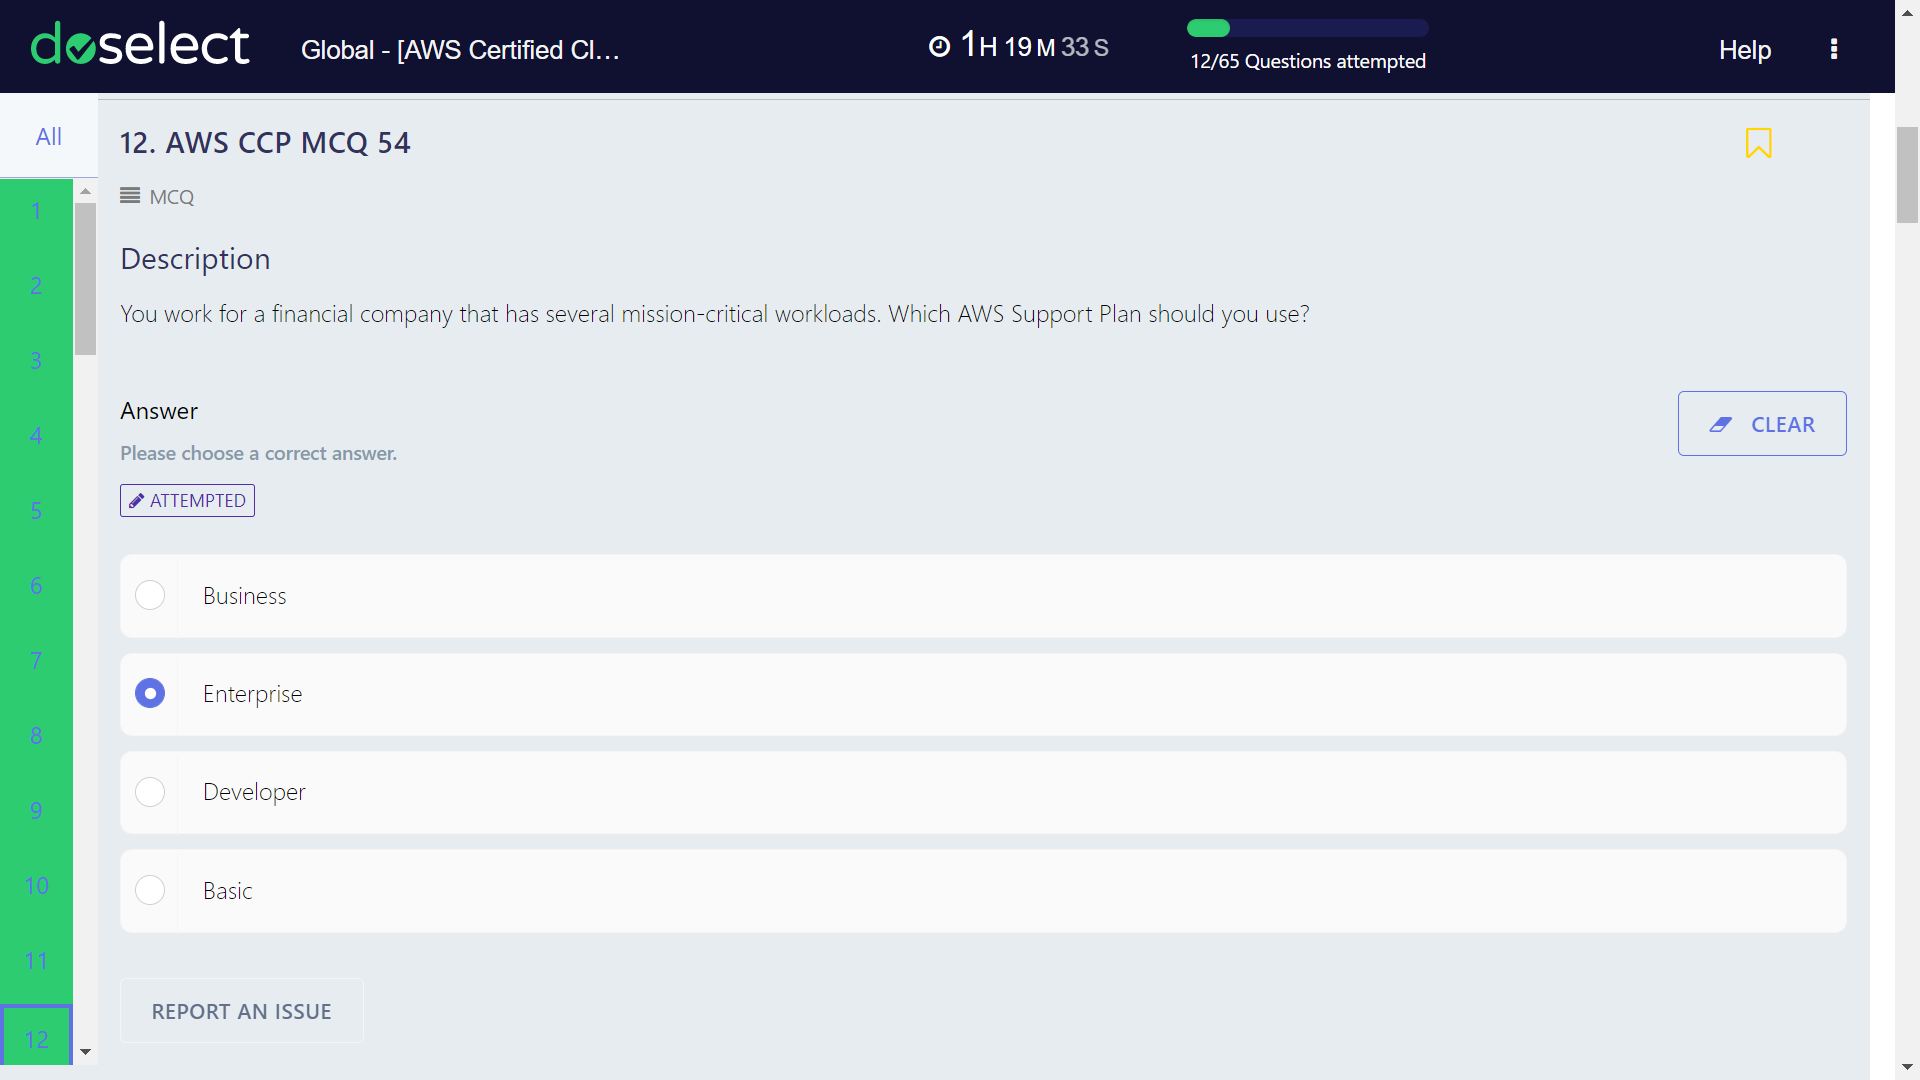 doselect
Global - [AWS Certified Cl...
1H 19M 33S
12/65 Questions attempted
Help
All
1
2
3
4
5
6
7
8
9
10
11
12
12. AWS CCP MCQ 54
MCQ
Description
You work for a financial company that has several mission-critical workloads. Which AWS Support Plan should you use?
Answer
Please choose a correct answer.
CLEAR
ATTEMPTED
Business
Enterprise
Developer
Basic
REPORT AN ISSUE